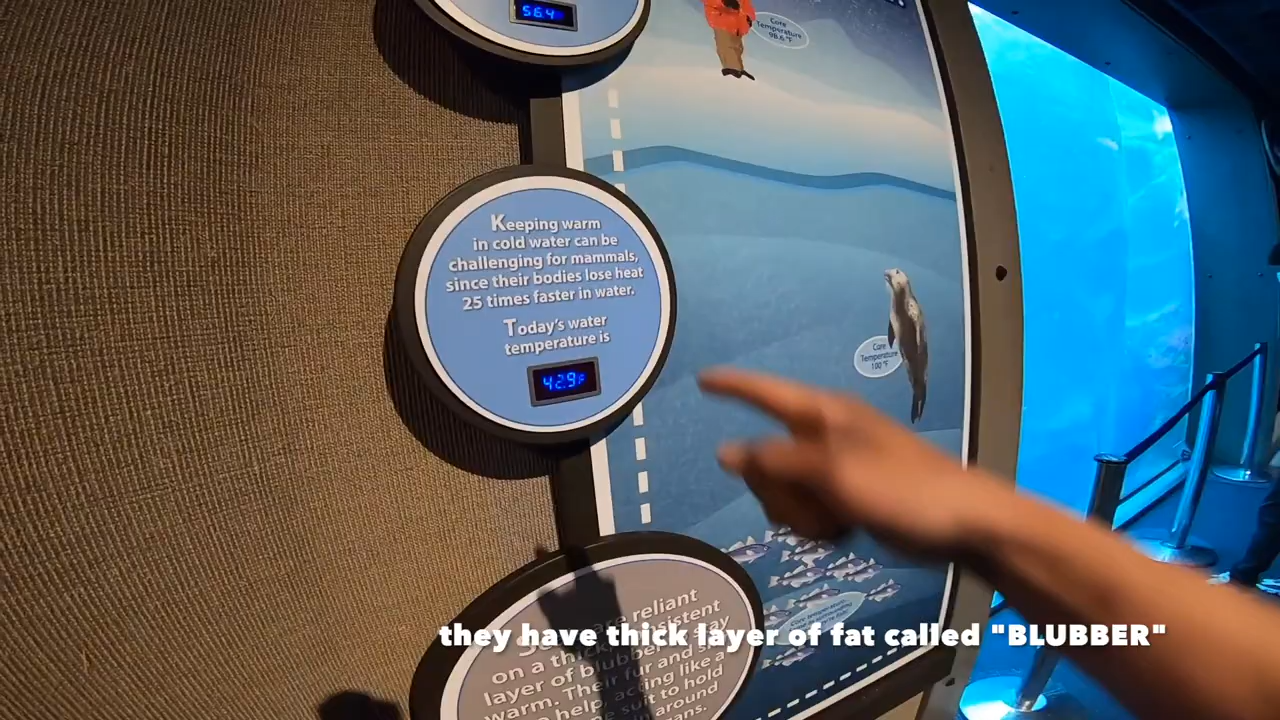 56.4
Core
Temperature
98.6 °F
Keeping warm
in cold water can be
challenging for mammals,
since their bodies lose heat
25 times faster in water.
Today's water
temperature is
42.9F
Core
Temperature
100 °F
they have thick layer of fat called "BLUBBER"
are reliant
on a thick
layer of blubber
warm. Their fur and
help, acting like a
suit to hold
around